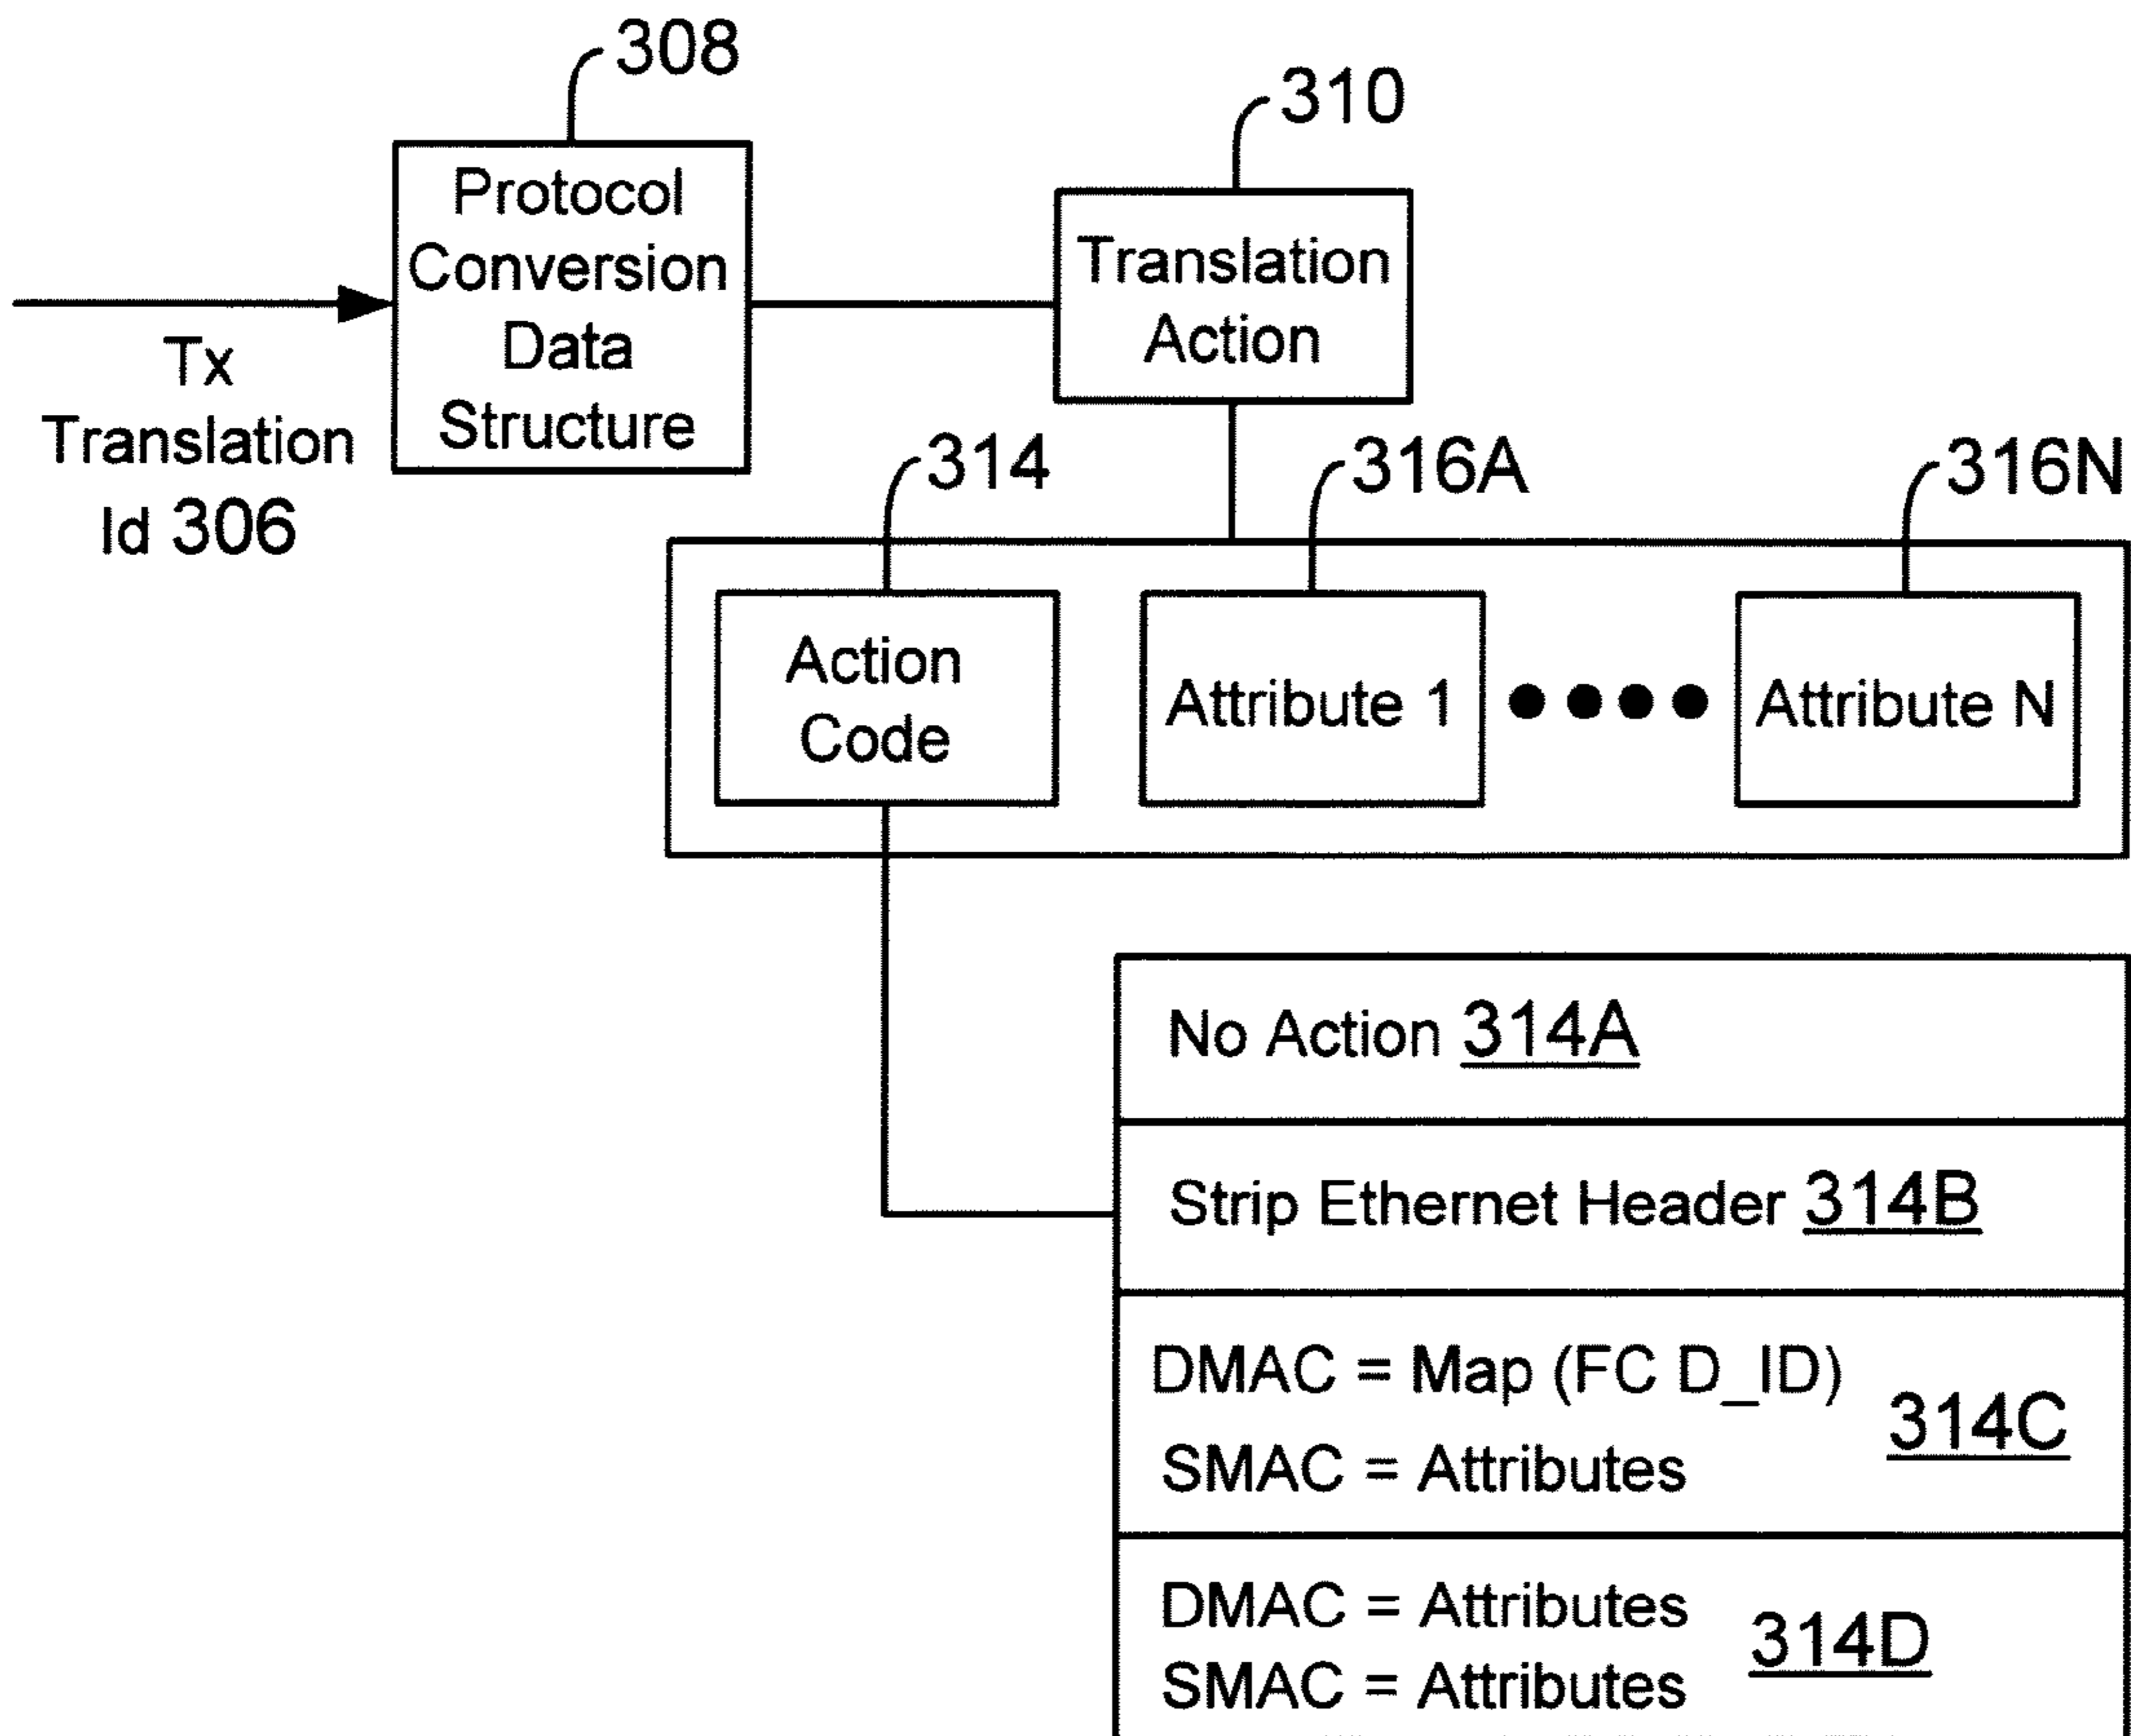 308
310
Protocol
Conversion
Data
Structure
Translation
Action
Tx
Translation
Id 306
314
316A
316N
Action
Code
Attribute 1
Attribute N
No Action 314A
Strip Ethernet Header 314B
DMAC = Map (FC D_ID)
SMAC = Attributes
314C
DMAC = Attributes
SMAC = Attributes
314D